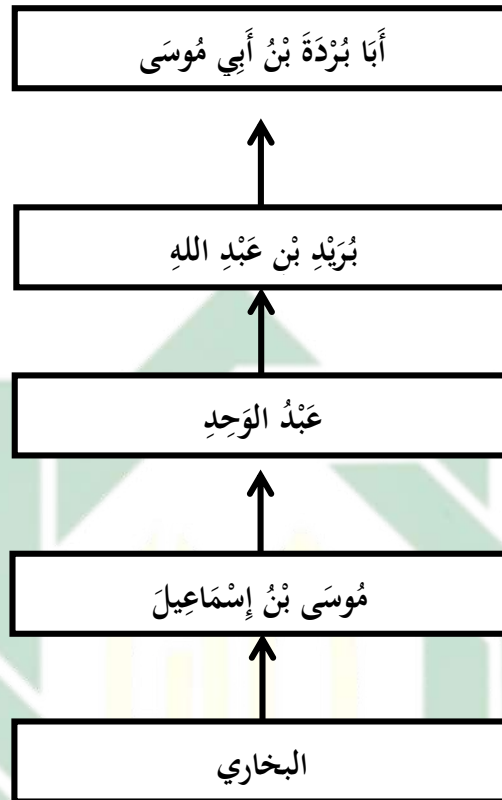 أَبَا بُرْدَةَ بْنُ أَبِي مُوسَى
بُرَيْدِ بْن عَبْدِ اللهِ
عَبْدُ الوَحِدِ
مُوسَى بْنُ إِسْمَاعِيلَ
البخاري